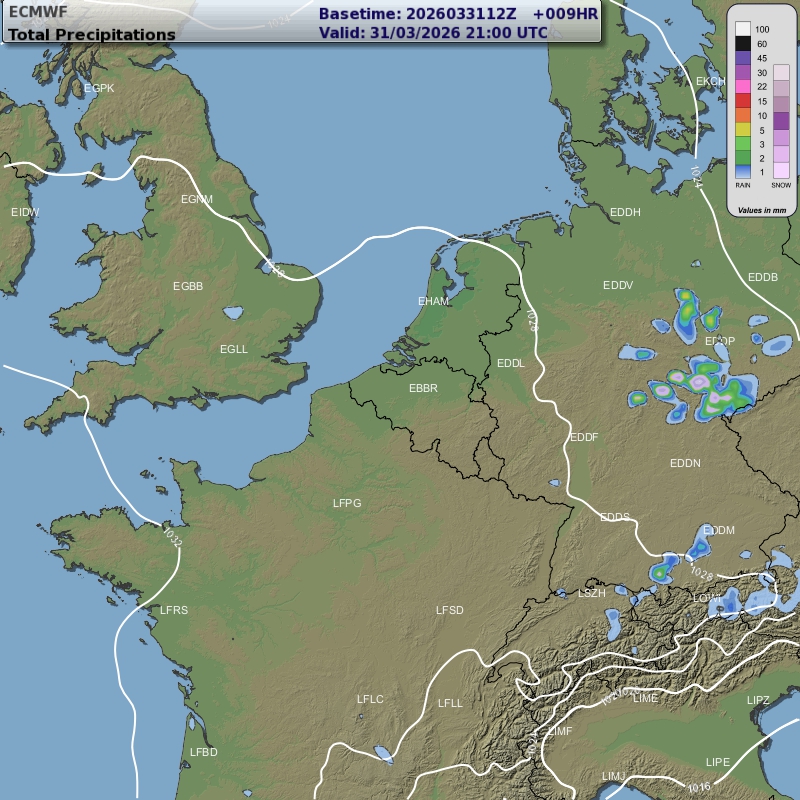 ECMWF
Total Precipitations
Basetime: 2026033112Z +009HR
Valid: 31/03/2026 21:00 UTC
100
60
45
30
22
15
10
5
3
2
1
RAIN SNOW
Values in mm
EGPK
EKCH
1024
EIDW
EGNM
EDDH
EGBB
EHAM
EDDV
EDDB
1028
EGLL
EDDL
EDDP
EBBR
EDDF
EDDN
LFPG
EDDS
EDDM
1032
1028
LSZH
LOWI
LFRS
LFSD
LFLC
LFLL
LIME
LIPZ
LIMF
LFBD
LIPE
LIMJ
1016